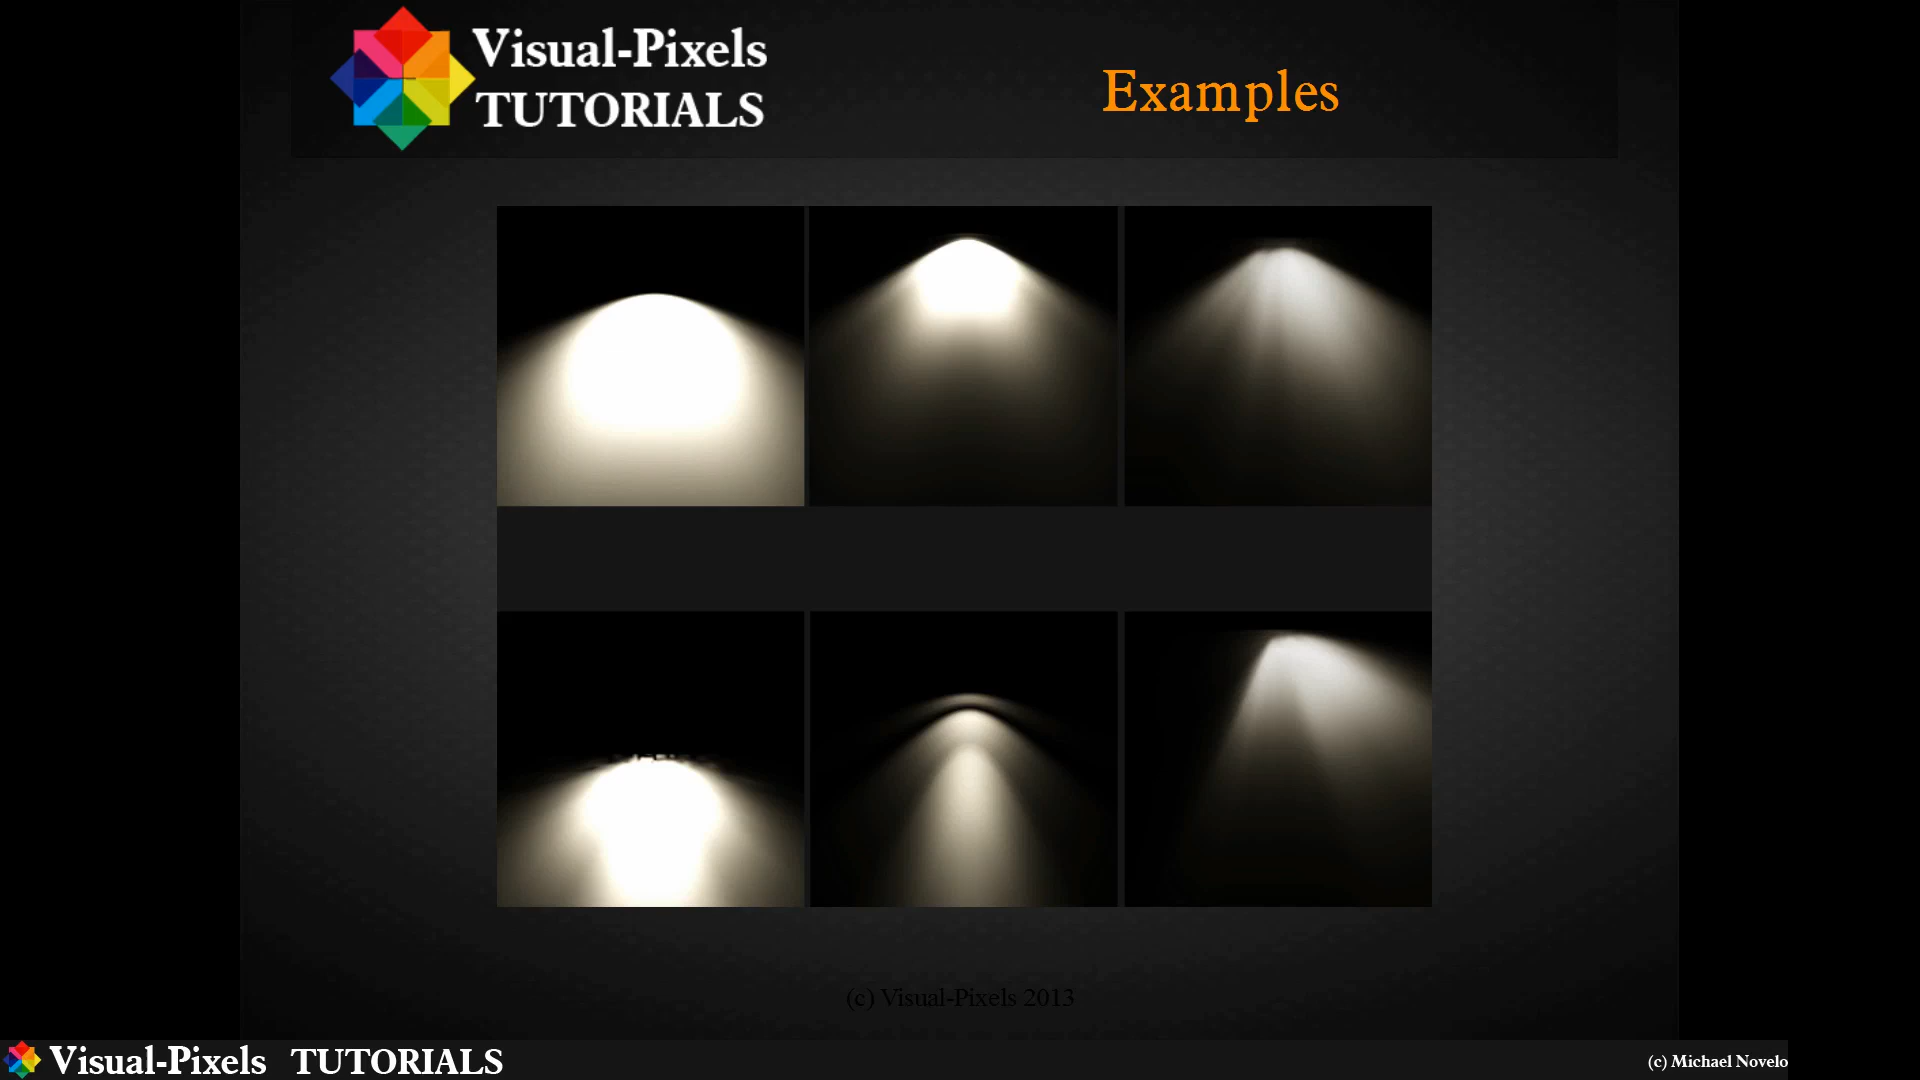 Visual-Pixels
TUTORIALS
Examples
(c) Visual-Pixels 2013
Visual-Pixels TUTORIALS
(c) Michael Novelo